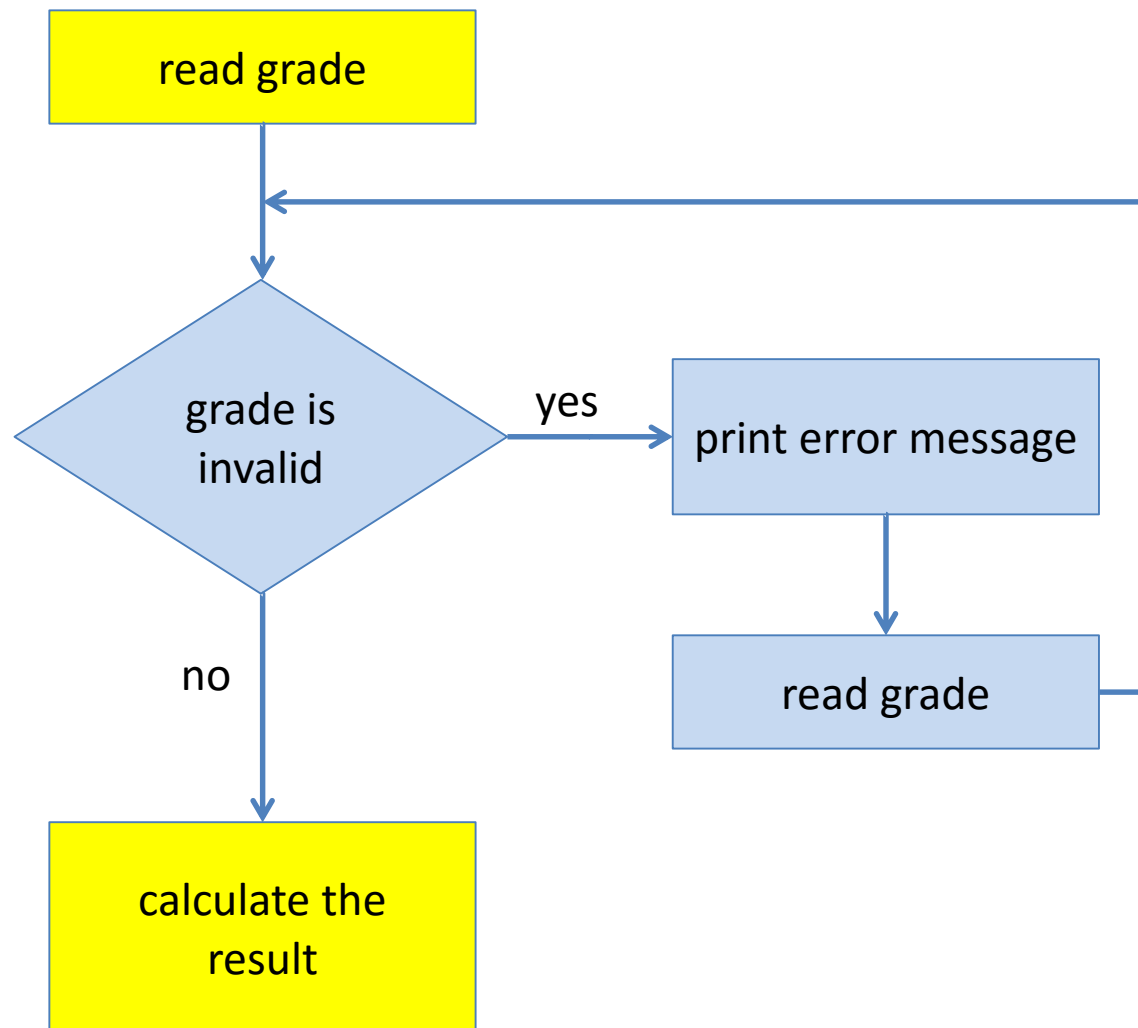 read grade
grade is
invalid
yes
print error message
no
read grade
calculate the
result